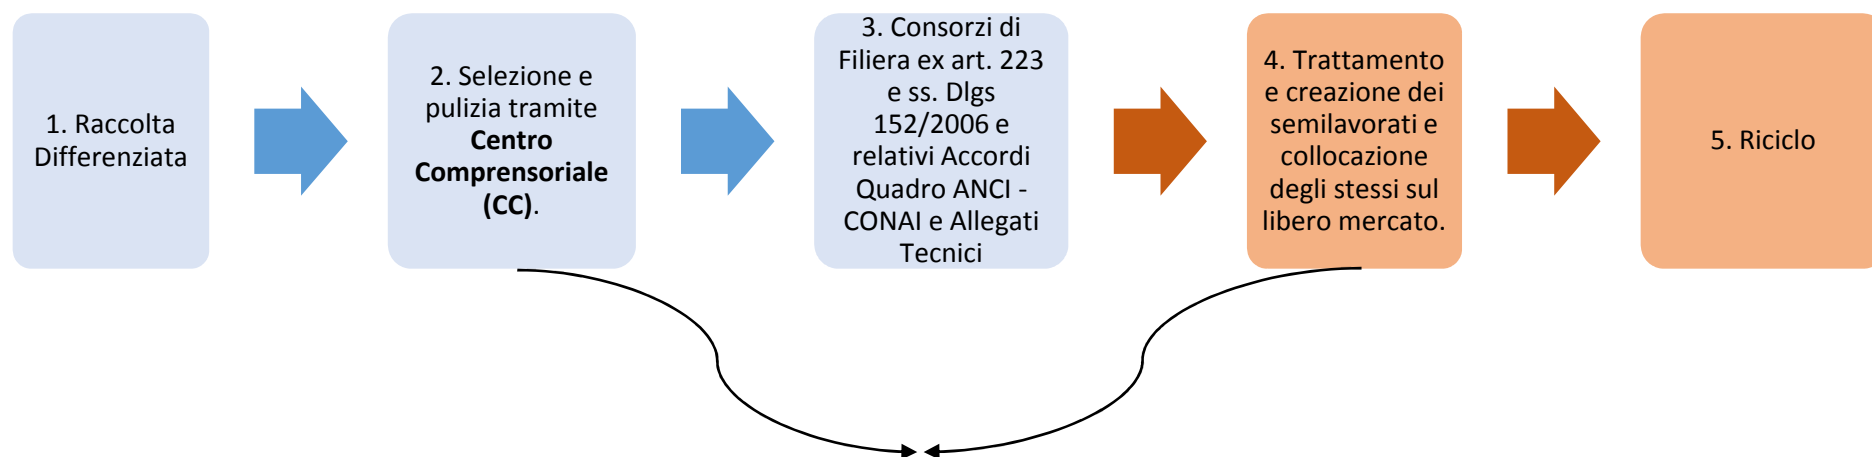 1. Raccolta
Differenziata
2. Selezione e
pulizia tramite
Centro
Comprensoriale
(CC).
3. Consorzi di
Filiera ex art. 223
e ss. Dlgs
152/2006 e
relativi Accordi
Quadro ANCI -
CONAI e Allegati
Tecnici
4. Trattamento
e creazione dei
semilavorati e
collocazione
degli stessi sul
libero mercato.
5. Riciclo